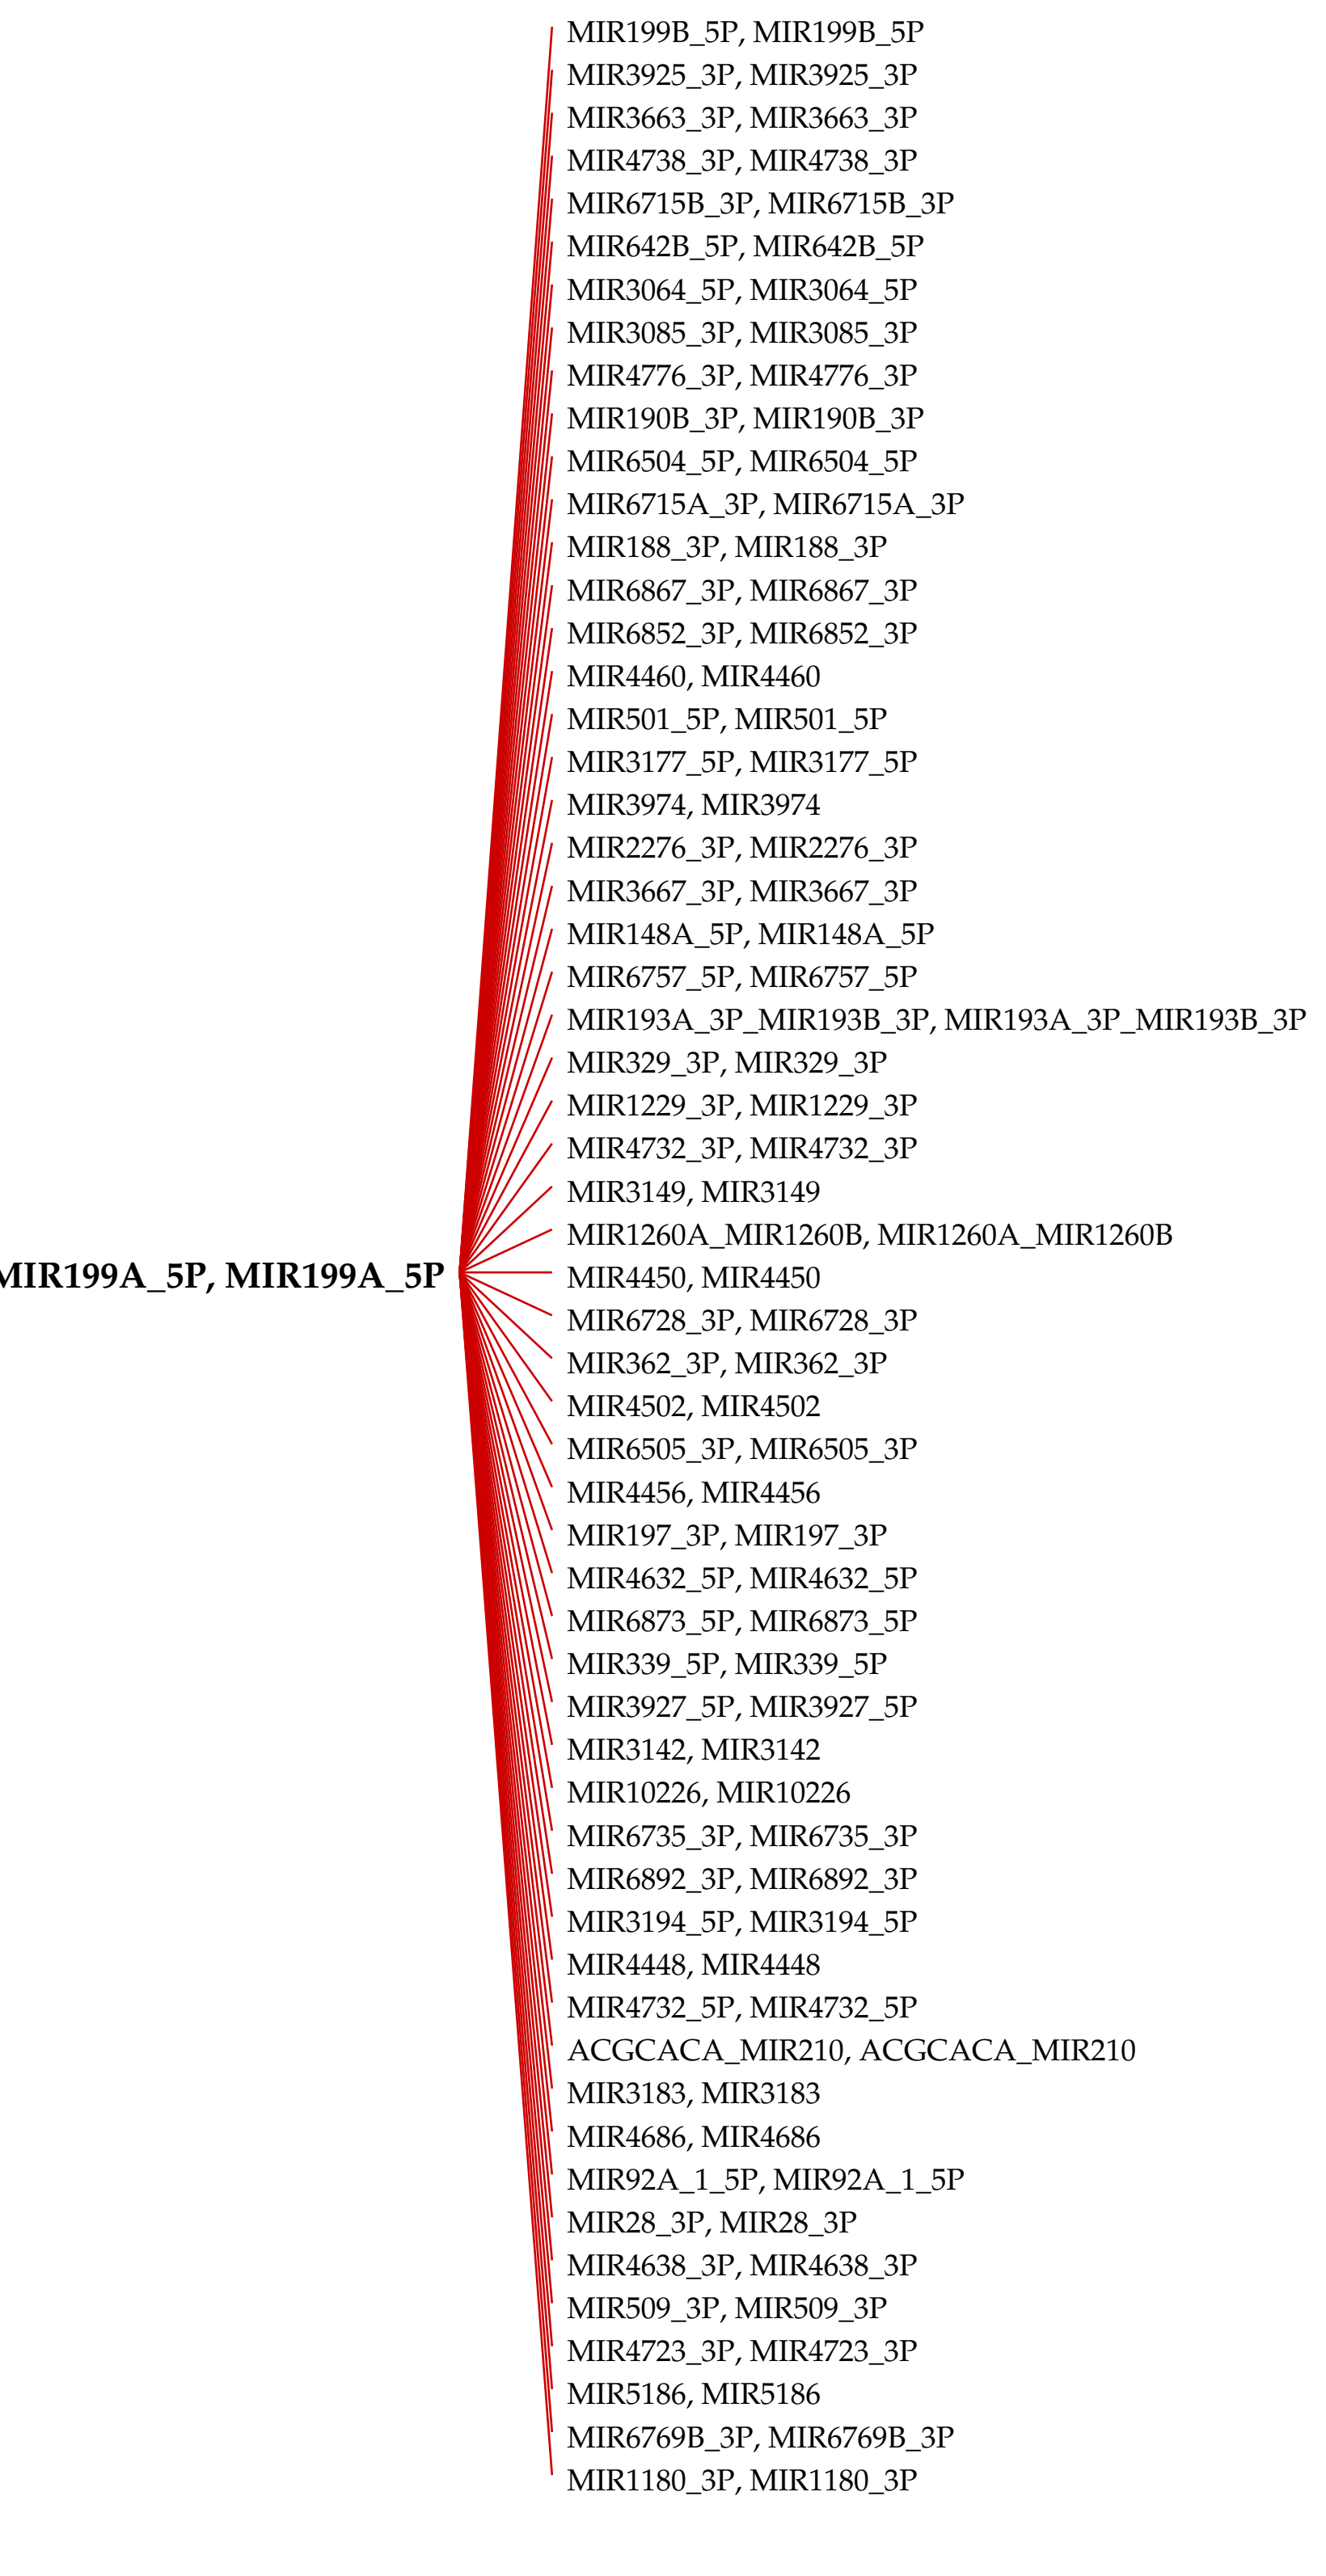 MIR199B_5P, MIR199B_5P
MIR3925_3P, MIR3925_3P
MIR3663_3P, MIR3663_3P
MIR4738_3P, MIR4738_3P
MIR6715B_3P, MIR6715B_3P
MIR642B_5P, MIR642B_5P
MIR3064_5P, MIR3064_5P
MIR3085_3P, MIR3085_3P
MIR4776_3P, MIR4776_3P
MIR190B_3P, MIR190B_3P
MIR6504_5P, MIR6504_5P
MIR6715A_3P, MIR6715A_3P
MIR188_3P, MIR188_3P
MIR6867_3P, MIR6867_3P
MIR6852_3P, MIR6852_3P
MIR4460, MIR4460
MIR501_5P, MIR501_5P
MIR3177_5P, MIR3177_5P
MIR3974, MIR3974
MIR2276_3P, MIR2276_3P
MIR3667_3P, MIR3667_3P
MIR148A_5P, MIR148A_5P
MIR6757_5P, MIR6757_5P
MIR193A_3P_MIR193B_3P, MIR193A_3P_MIR193B_3P
MIR329_3P, MIR329_3P
MIR1229_3P, MIR1229_3P
MIR4732_3P, MIR4732_3P
MIR3149, MIR3149
MIR1260A_MIR1260B, MIR1260A_MIR1260B
MIR199A_5P, MIR199A_5P
MIR4450, MIR4450
MIR6728_3P, MIR6728_3P
MIR362_3P, MIR362_3P
MIR4502, MIR4502
MIR6505_3P, MIR6505_3P
MIR4456, MIR4456
MIR197_3P, MIR197_3P
MIR4632_5P, MIR4632_5P
MIR6873_5P, MIR6873_5P
MIR339_5P, MIR339_5P
MIR3927_5P, MIR3927_5P
MIR3142, MIR3142
MIR10226, MIR10226
MIR6735_3P, MIR6735_3P
MIR6892_3P, MIR6892_3P
MIR3194_5P, MIR3194_5P
MIR4448, MIR4448
MIR4732_5P, MIR4732_5P
ACGCACA_MIR210, ACGCACA_MIR210
MIR3183, MIR3183
MIR4686, MIR4686
MIR92A_1_5P, MIR92A_1_5P
MIR28_3P, MIR28_3P
MIR4638_3P, MIR4638_3P
MIR509_3P, MIR509_3P
MIR4723_3P, MIR4723_3P
MIR5186, MIR5186
MIR6769B_3P, MIR6769B_3P
MIR1180_3P, MIR1180_3P